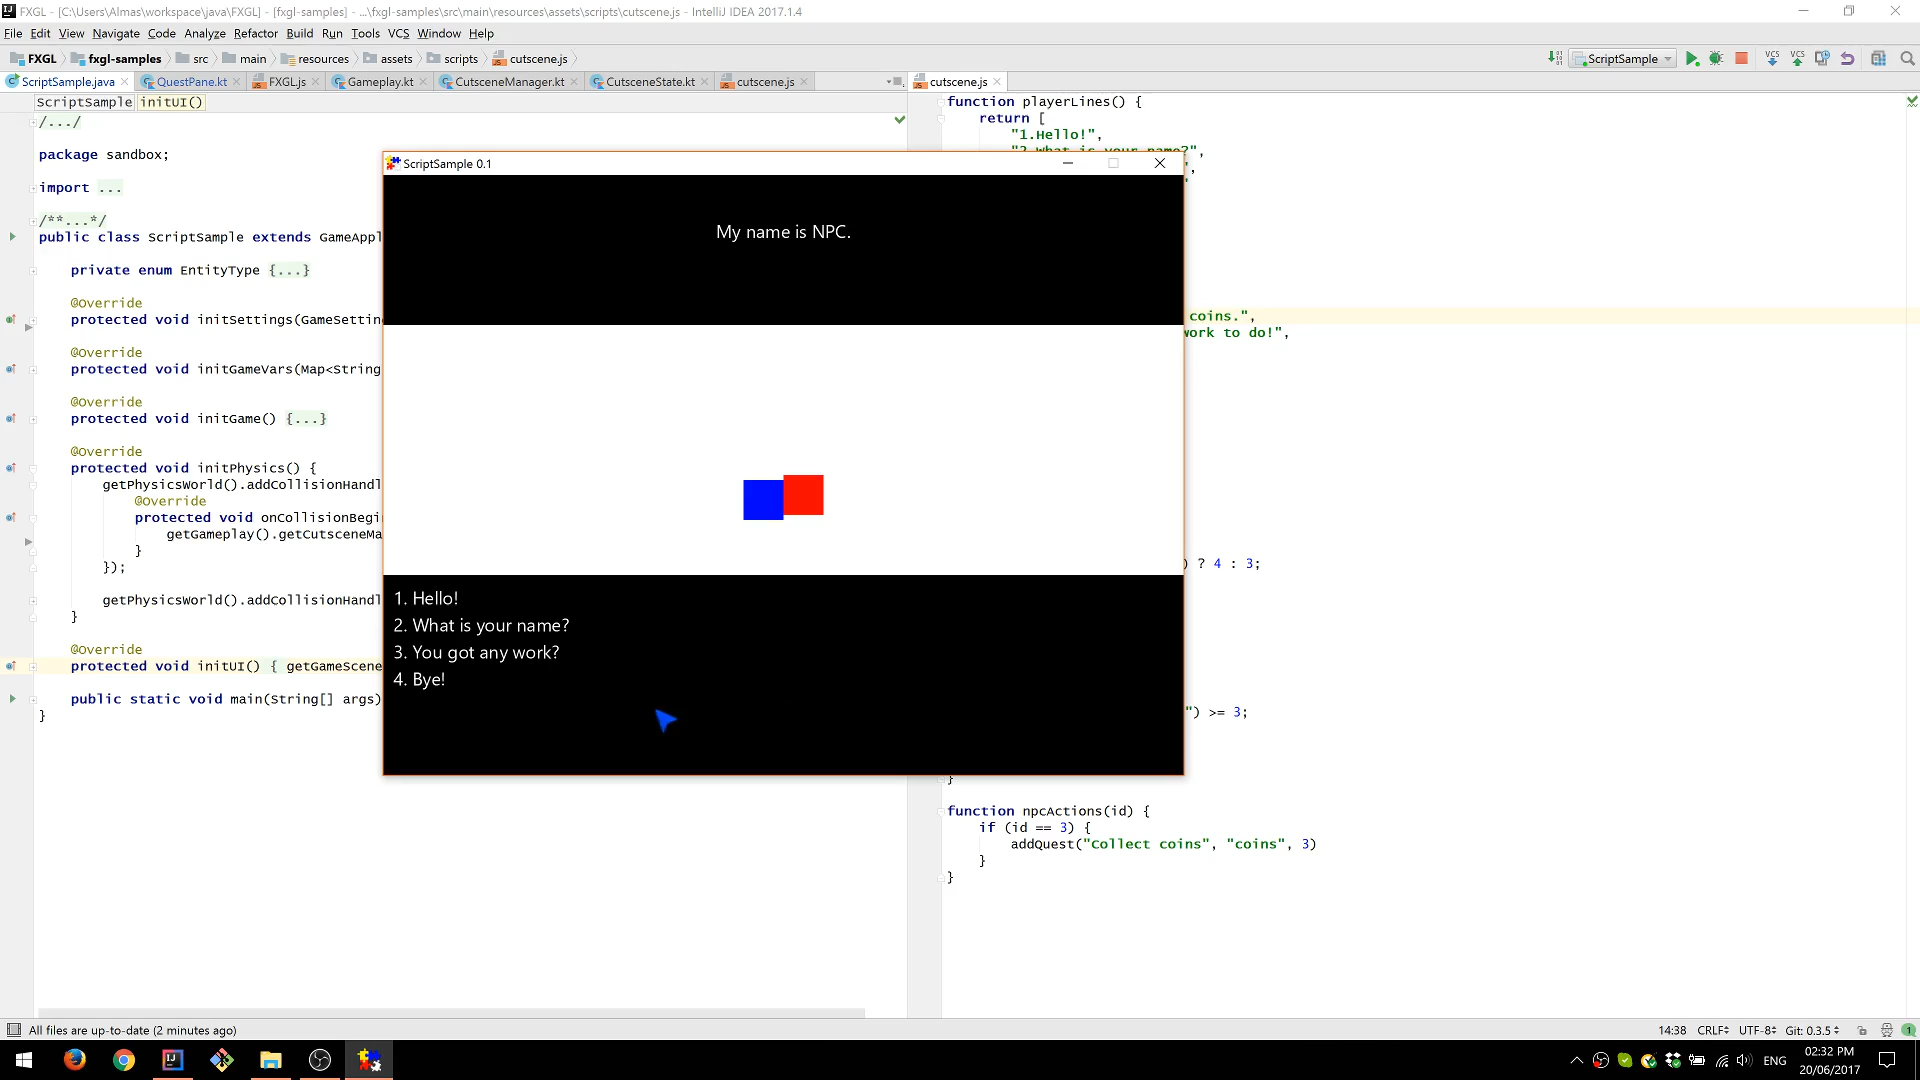 FXGL - [C:\Users\Almas\workspace\java\FXGL] - [fxgl-samples] - ...\fxgl-samples\src\main\resources\assets\scripts\cutscene.js - IntelliJ IDEA 2017.1.4
File Edit View Navigate Code Analyze Refactor Build Run Tools VCS Window Help
FXGL fxgl-samples src main resources assets scripts cutscene.js ScriptSample
ScriptSample.java QuestPane.kt FXGL.js Gameplay.kt CutsceneManager.kt CutsceneState.kt cutscene.js cutscene.js
ScriptSample initUI()
/.../
package sandbox;
import ...
/**...*/
public class ScriptSample extends GameAppl
private enum EntityType {...}
@Override
protected void initSettings(GameSettin
@Override
protected void initGameVars(Map<String
@Override
protected void initGame() {...}
@Override
protected void initPhysics() {
getPhysicsWorld().addCollisionHandl
@Override
protected void onCollisionBegi
getGameplay().getCutsceneMa
}
});
getPhysicsWorld().addCollisionHandl
}
@Override
protected void initUI() { getGameScene
public static void main(String[] args)
}
ScriptSample 0.1
My name is NPC.
1. Hello!
2. What is your name?
3. You got any work?
4. Bye!
function playerLines() {
return [
"1.Hello!",
"2.What is your name?",
",
"
coins.",
work to do!",
) ? 4 : 3;
") >= 3;
}
function npcActions(id) {
if (id == 3) {
addQuest("Collect coins", "coins", 3)
}
}
All files are up-to-date (2 minutes ago) 14:38 CRLF UTF-8 Git: 0.3.5 1
ENG 02:32 PM
20/06/2017